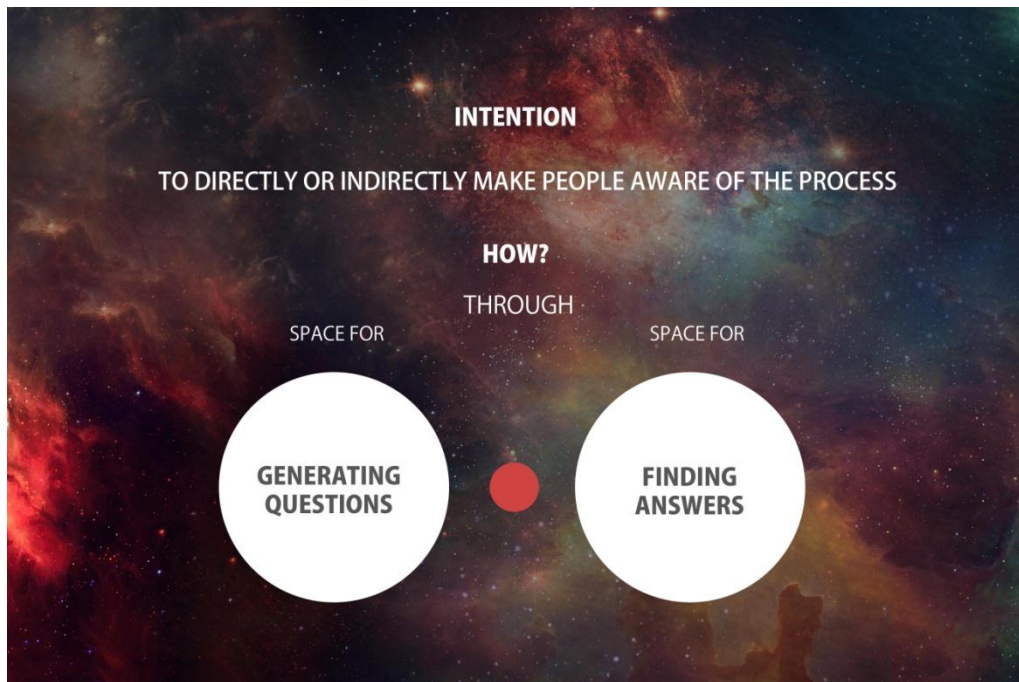 INTENTION
TO DIRECTLY OR INDIRECTLY MAKE PEOPLE AWARE OF THE PROCESS
HOW?
THROUGH
SPACE FOR
GENERATING
QUESTIONS
SPACE FOR
FINDING
ANSWERS